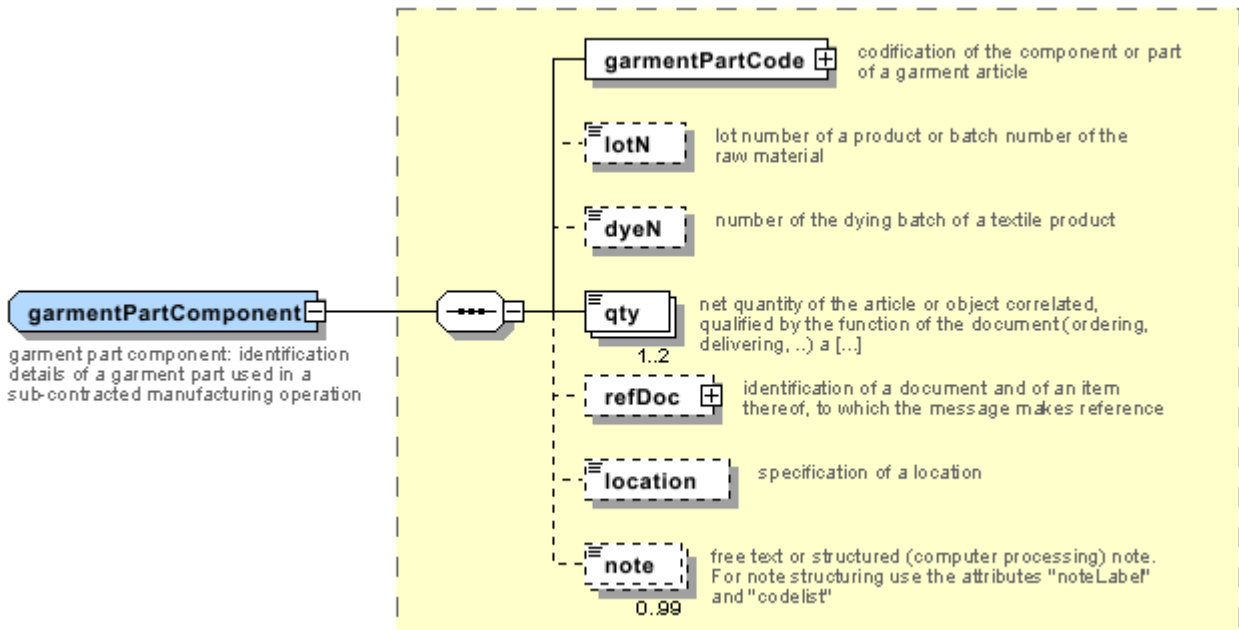 garmentPartCode
codification of the component or part
of a garment article
lotN
lot number of a product or batch number of the
raw material
dyeN
number of the dying batch of a textile product
garmentPartComponent
garment part component: identification
details of a garment part used in a
sub-contracted manufacturing operation
qty
net quantity of the article or object correlated,
qualified by the function of the document (ordering,
delivering, ..) a [...]
1..2
refDoc
identification of a document and of an item
thereof, to which the message makes reference
location
specification of a location
note
free text or structured (computer processing) note.
For note structuring use the attributes "noteLabel"
and "codelist"
0..99